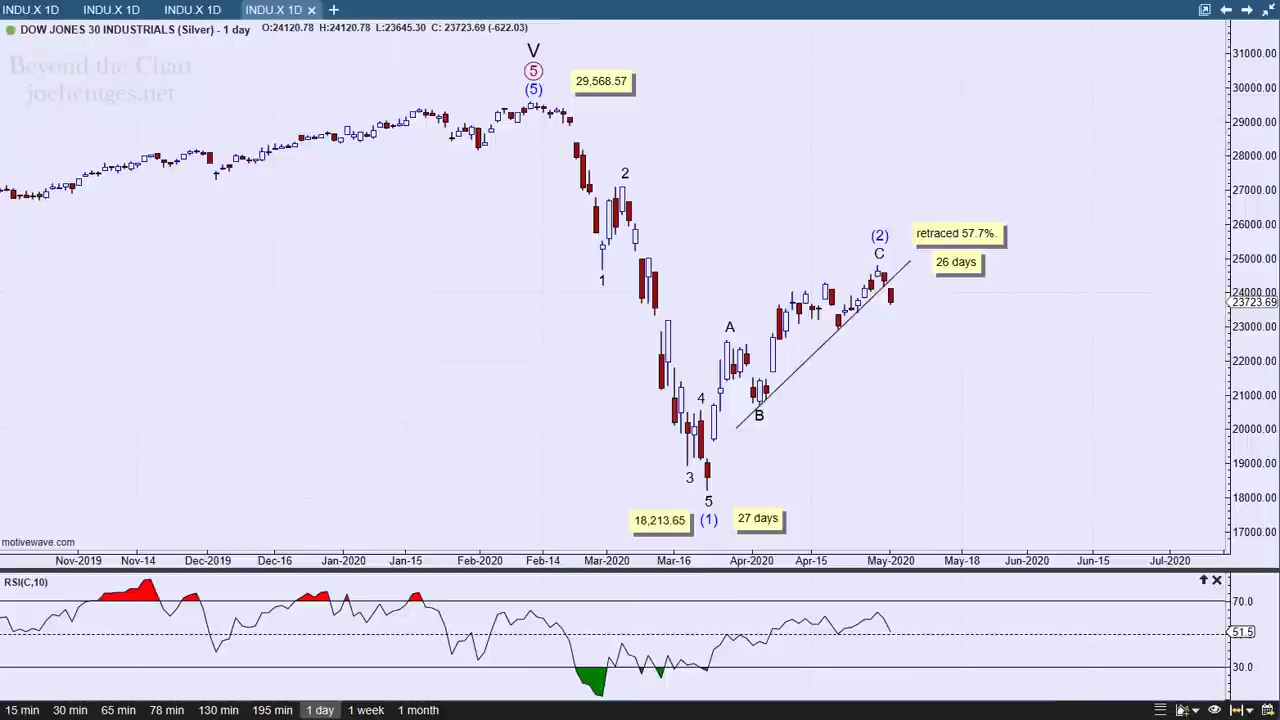 INDU.X 1D INDU.X 1D INDU.X 1D INDU.X 1D × +
DOW JONES 30 INDUSTRIALS (Silver) - 1 day O:24120.78 H:24120.78 L:23645.30 C: 23723.69 (-622.03)
Beyond the Chart
joehentges.net
V
5
(5)
29,568.57
2
1
retraced 57.7%.
(2)
C
26 days
A
B
4
3
5
18,213.65
(1)
27 days
31000.00
30000.00
29000.00
28000.00
27000.00
26000.00
25000.00
24000.00
23723.69
23000.00
22000.00
21000.00
20000.00
19000.00
18000.00
17000.00
motivewave.com
Nov-2019 Nov-14 Dec-2019 Dec-16 Jan-2020 Jan-15 Feb-2020 Feb-14 Mar-2020 Mar-16 Apr-2020 Apr-15 May-2020 May-18 Jun-2020 Jun-15 Jul-2020
RSI(C,10)
70.0
51.5
30.0
15 min 30 min 65 min 78 min 130 min 195 min 1 day 1 week 1 month